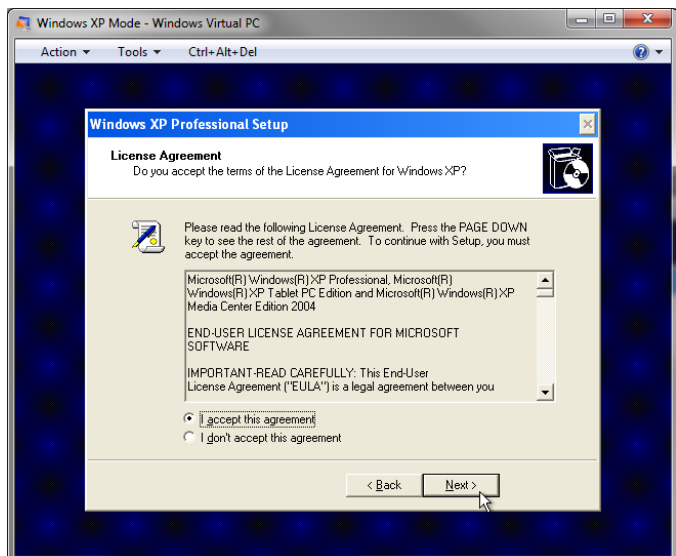 Windows XP Mode - Windows Virtual PC
Action Tools Ctrl+Alt+Del
Windows XP Professional Setup
License Agreement
Do you accept the terms of the License Agreement for Windows XP?
Please read the following License Agreement. Press the PAGE DOWN
key to see the rest of the agreement. To continue with Setup, you must
accept the agreement.
Microsoft(R) Windows(R) XP Professional, Microsoft(R)
Windows(R) XP Tablet PC Edition and Microsoft(R) Windows(R) XP
Media Center Edition 2004
END-USER LICENSE AGREEMENT FOR MICROSOFT
SOFTWARE
IMPORTANT-READ CAREFULLY: This End-User
License Agreement ("EULA") is a legal agreement between you
I accept this agreement
I don't accept this agreement
< Back Next >